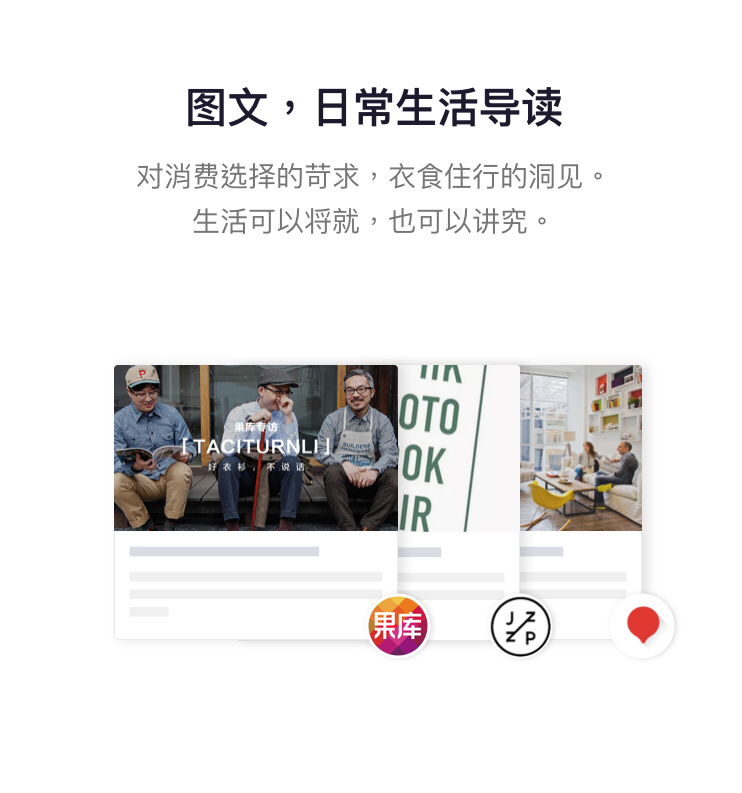 图文，日常生活导读
对消费选择的苛求，衣食住行的洞见。
生活可以将就，也可以讲究。
果库专访
[TACITURNLI]
好衣衫，不说话
P
BUILDERS
HARDWARE
OTO
OK
IR
果库
J Z
Z P